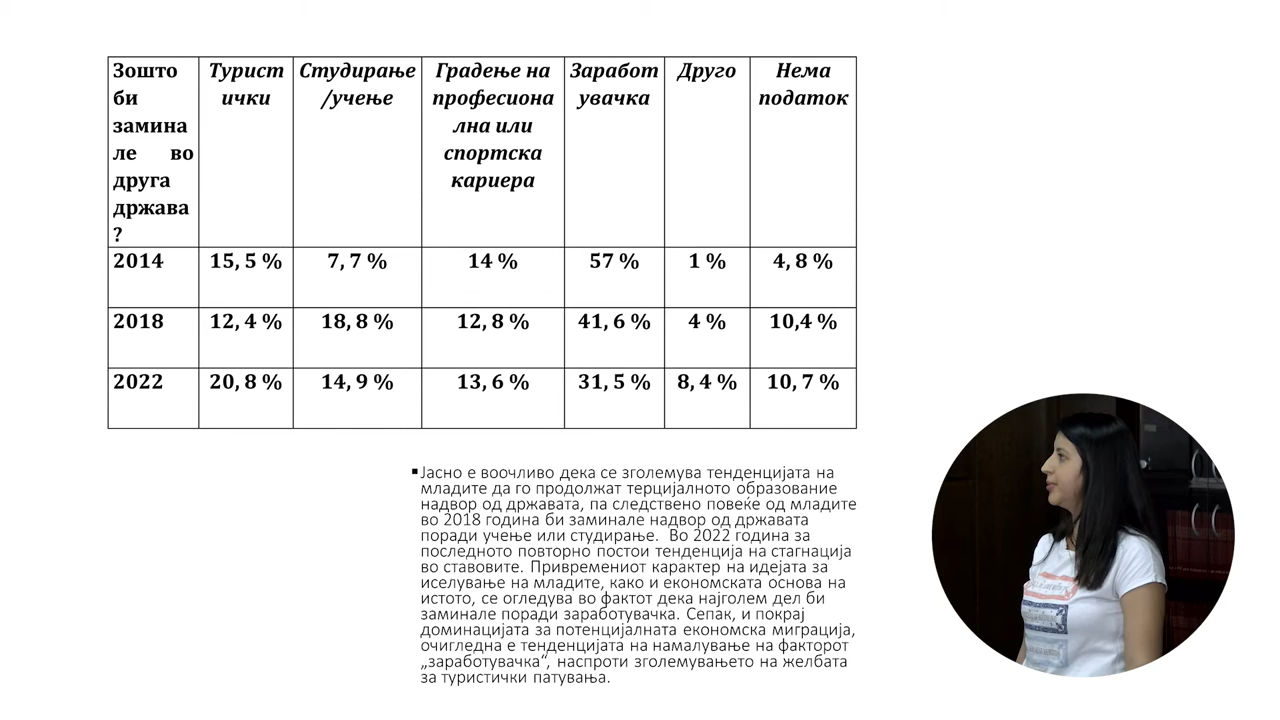 Зошто би замина ле во друга држава ? Турист ички Студирање /учење Градење на професиона лна или спортска кариера Заработ увачка Друго Нема податок
2014 15, 5 % 7, 7 % 14 % 57 % 1 % 4, 8 %
2018 12, 4 % 18, 8 % 12, 8 % 41, 6 % 4 % 10,4 %
2022 20, 8 % 14, 9 % 13, 6 % 31, 5 % 8, 4 % 10, 7 %
▪Јасно е воочливо дека се зголемува тенденцијата на
младите да го продолжат терцијалното образование
надвор од државата, па следствено повеќе од младите
во 2018 година би заминале надвор од државата
поради учење или студирање. Во 2022 година за
последното повторно постои тенденција на стагнација
во ставовите. Привремениот карактер на идејата за
иселување на младите, како и економската основа на
истото, се огледува во фактот дека најголем дел би
заминале поради заработувачка. Сепак, и покрај
доминацијата за потенцијалната економска миграција,
очигледна е тенденцијата на намалување на факторот
„заработувачка“, наспроти зголемувањето на желбата
за туристички патувања.